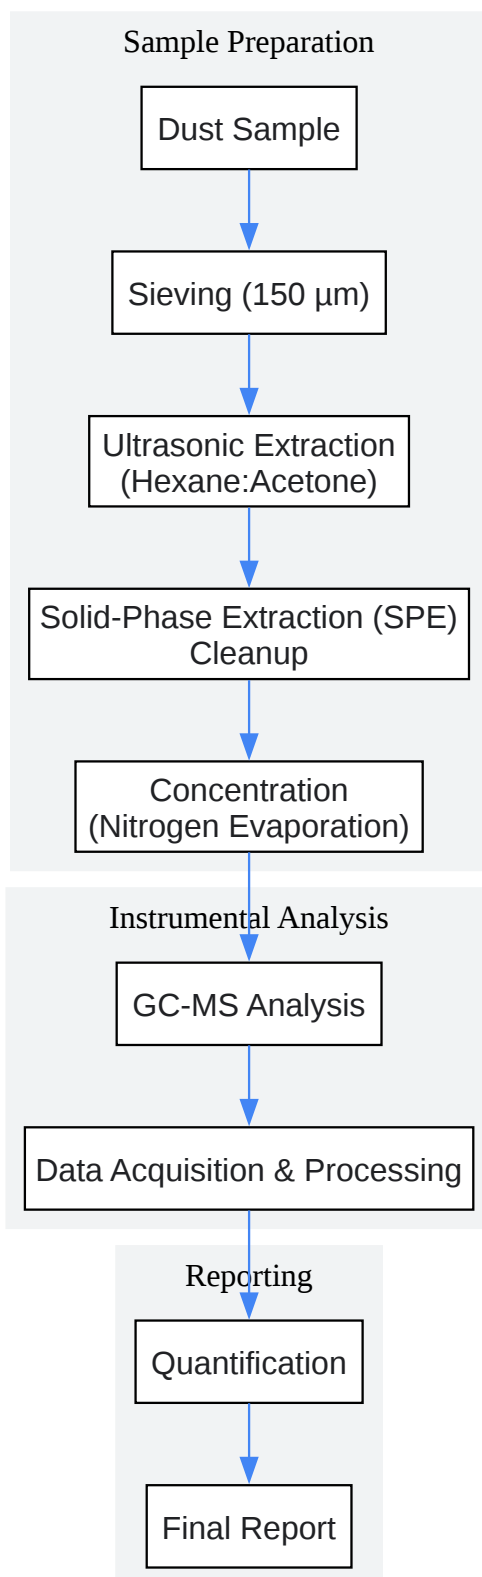 Sample Preparation
Dust Sample
Sieving (150 µm)
Ultrasonic Extraction
(Hexane:Acetone)
Solid-Phase Extraction (SPE)
Cleanup
Concentration
(Nitrogen Evaporation)
Instrumental Analysis
GC-MS Analysis
Data Acquisition & Processing
Reporting
Quantification
Final Report